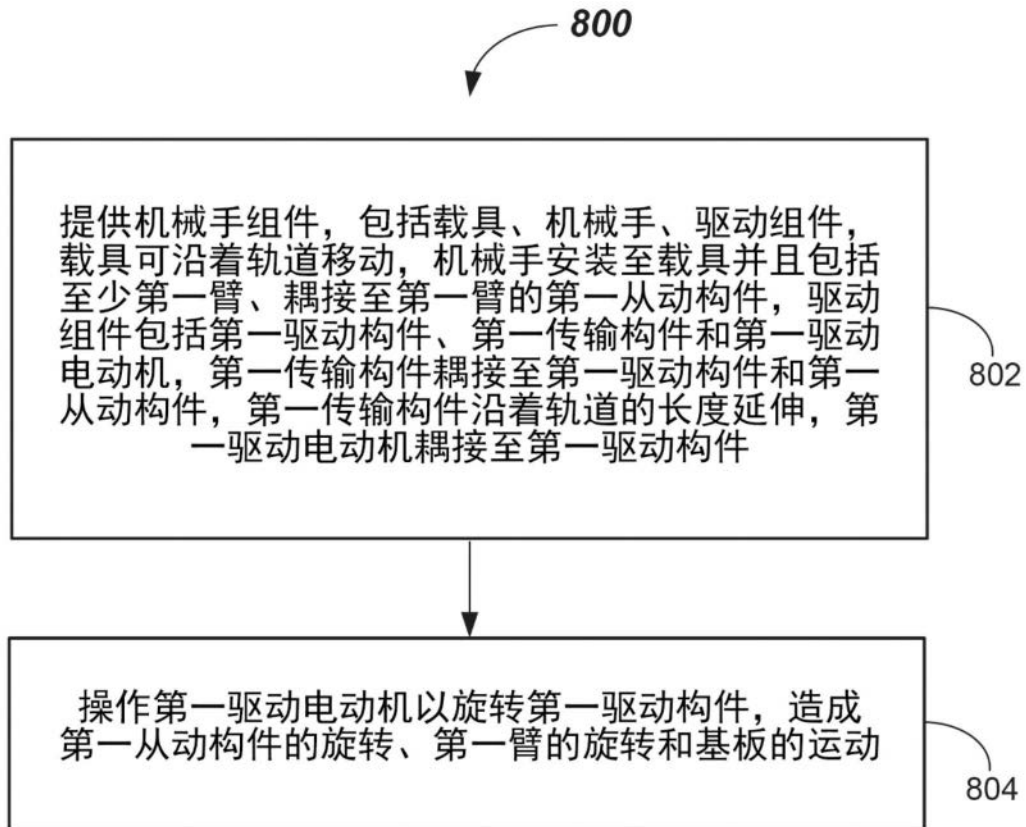 800
提供机械手组件，包括载具、机械手、驱动组件，
载具可沿着轨道移动，机械手安装至载具并且包括
至少第一臂、耦接至第一臂的第一从动构件，驱动
组件包括第一驱动构件、第一传输构件和第一驱动
电动机，第一传输构件耦接至第一驱动构件和第一
从动构件，第一传输构件沿着轨道的长度延伸，第
一驱动电动机耦接至第一驱动构件
802
操作第一驱动电动机以旋转第一驱动构件，造成
第一从动构件的旋转、第一臂的旋转和基板的运动
804